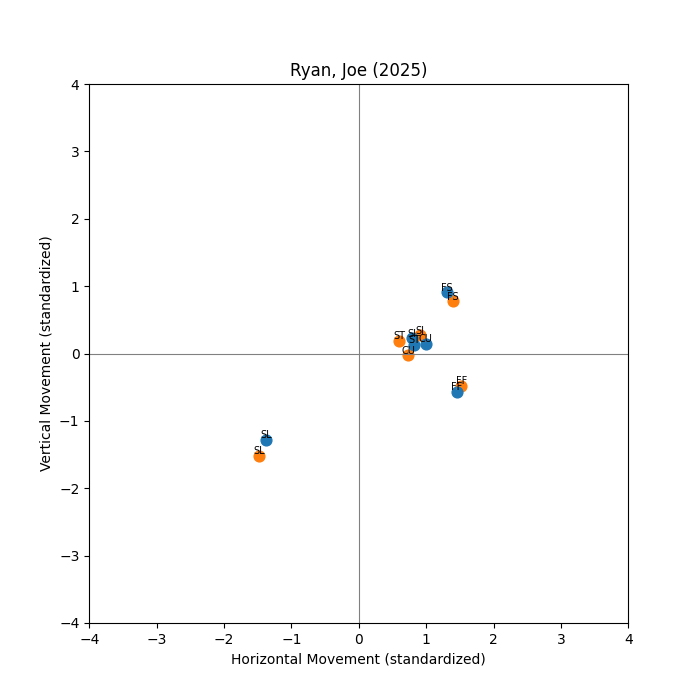 Ryan, Joe (2025)
4
3
2
1
0
−1
−2
−3
−4
Vertical Movement (standardized)
FS
FS
ST
SI
CU
CU
FF
FF
SL
SL
−4
−3
−2
−1
0
1
2
3
4
Horizontal Movement (standardized)